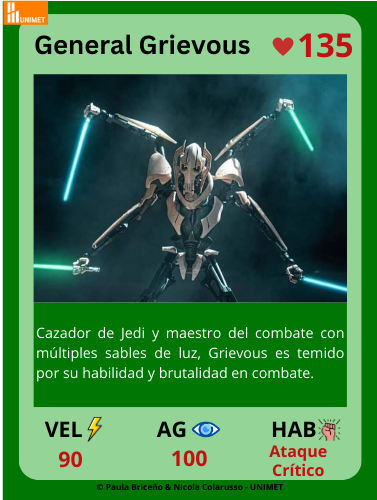 UNIMET
General Grievous 135
Cazador de Jedi y maestro del combate con
múltiples sables de luz, Grievous es temido
por su habilidad y brutalidad en combate.
VEL AG HAB
90 100 Ataque
Crítico
© Paula Briceño & Nicola Colarusso - UNIMET